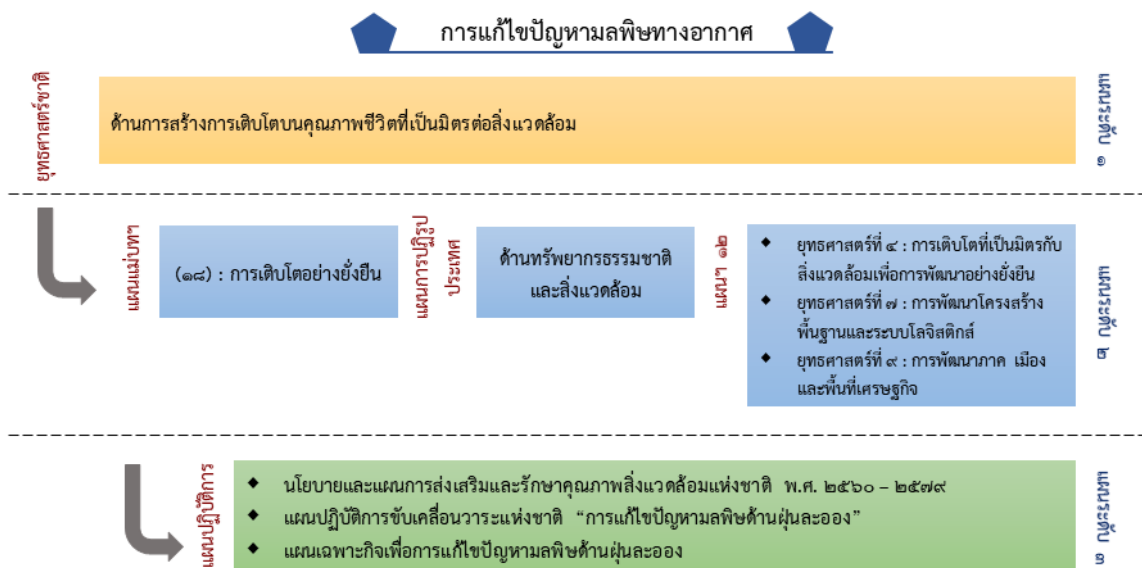 การแก้ไขปัญหามลพิษทางอากาศ
ยุทธศาสตร์ชาติ
ด้านการสร้างการเติบโตบนคุณภาพชีวิตที่เป็นมิตรต่อสิ่งแวดล้อม
แผนระดับ ๑
แผนแม่บทฯ
(๑๘) : การเติบโตอย่างยั่งยืน
แผนการปฏิรูป
ประเทศ
ด้านทรัพยากรธรรมชาติ
และสิ่งแวดล้อม
แผนฯ ๑๒
◆ ยุทธศาสตร์ที่ ๔ : การเติบโตที่เป็นมิตรกับ
สิ่งแวดล้อมเพื่อการพัฒนาอย่างยั่งยืน
◆ ยุทธศาสตร์ที่ ๗ : การพัฒนาโครงสร้าง
พื้นฐานและระบบโลจิสติกส์
◆ ยุทธศาสตร์ที่ ๙ : การพัฒนาภาค เมือง
และพื้นที่เศรษฐกิจ
แผนระดับ ๒
แผนปฏิบัติการ
◆ นโยบายและแผนการส่งเสริมและรักษาคุณภาพสิ่งแวดล้อมแห่งชาติ พ.ศ. ๒๕๖๐ – ๒๕๗๙
◆ แผนปฏิบัติการขับเคลื่อนวาระแห่งชาติ “การแก้ไขปัญหามลพิษด้านฝุ่นละออง”
◆ แผนเฉพาะกิจเพื่อการแก้ไขปัญหามลพิษด้านฝุ่นละออง
แผนระดับ ๓